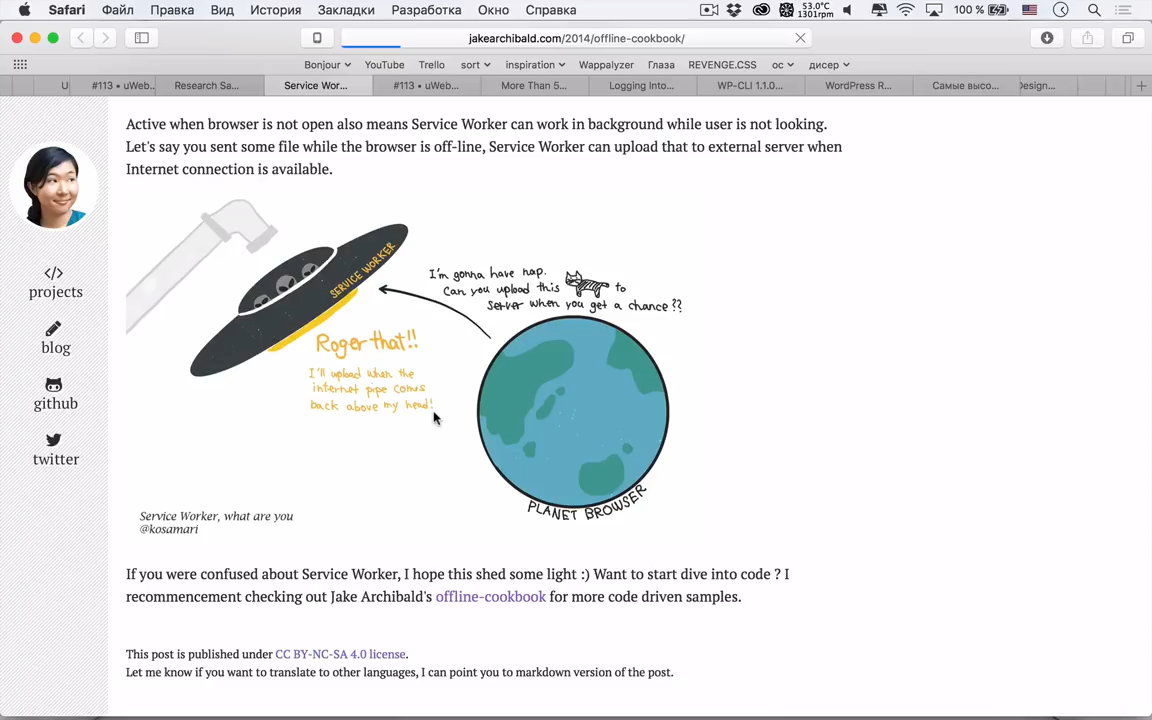 Safari Файл Правка Вид История Закладки Разработка Окно Справка 53.0°C 1301rpm 100 %
jakearchibald.com/2014/offline-cookbook/
Bonjour YouTube Trello sort inspiration Wappalyzer Глаза REVENGE.CSS ос дисер
U #113 • uWeb... Research Sa... Service Wor... #113 • uWeb... More Than 5... Logging Into... WP-CLI 1.1.0... WordPress R... Самые высо... Design...
Active when browser is not open also means Service Worker can work in background while user is not looking.
Let's say you sent some file while the browser is off-line, Service Worker can upload that to external server when
Internet connection is available.
projects
blog
github
twitter
SERVICE WORKER
I'm gonna have nap.
Can you upload this to
server when you get a chance??
Roger that!!
I'll upload when the
internet pipe comes
back above my head!
PLANET BROWSER
Service Worker, what are you
@kosamari
If you were confused about Service Worker, I hope this shed some light :) Want to start dive into code ? I
recommencement checking out Jake Archibald's offline-cookbook for more code driven samples.
This post is published under CC BY-NC-SA 4.0 license.
Let me know if you want to translate to other languages, I can point you to markdown version of the post.